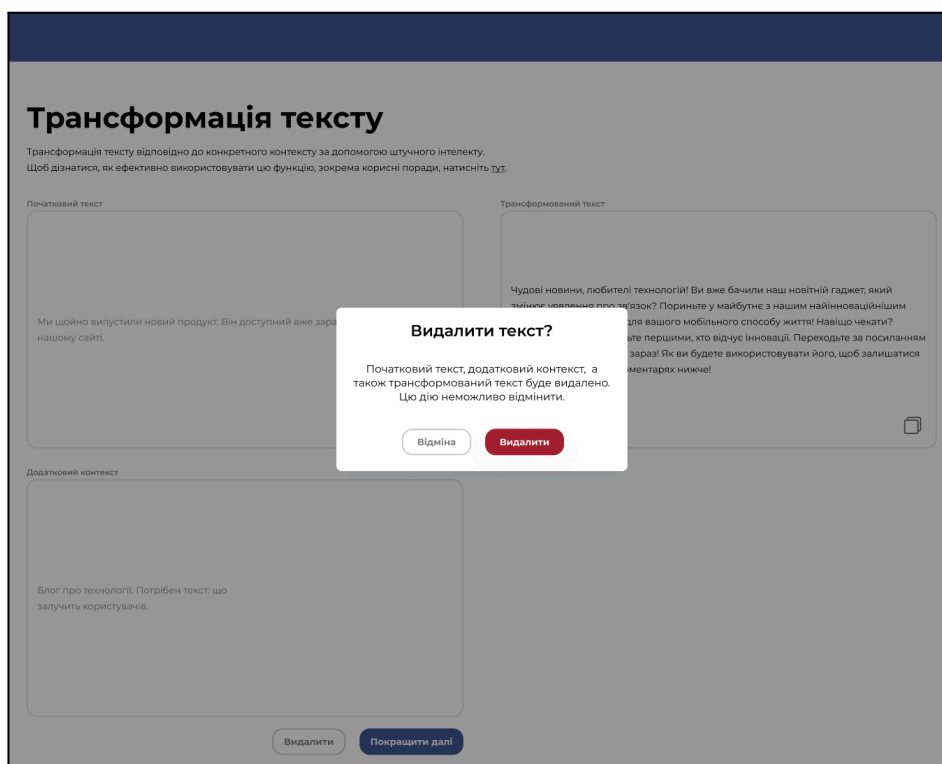 Трансформація тексту
Трансформація тексту відповідно до конкретного контексту за допомогою штучного інтелекту.
Щоб дізнатися, як ефективно використовувати цю функцію, зокрема корисні поради, натисніть тут.
Початковий текст
Ми щойно випустили новий продукт. Він доступний вже
нашому сайті.
Трансформований текст
Чудові новини, любителі технологій! Ви вже бачили наш новітній гаджет, який
змінює уявлення про зв'язок? Пориньте у майбутнє з нашим найінноваційнішим
для вашого мобільного способу життя! Навіщо чекати?
першими, хто відчує інновації. Переходьте за посиланням
зараз! Як ви будете використовувати його, щоб залишатися
нижче!
Видалити текст?
Початковий текст, додатковий контекст, а
також трансформований текст буде видалено.
Цю дію неможливо відмінити.
Відміна
Видалити
Додатковий контекст
Блог про технології. Потрібен текст: що
залучить користувачів.
Видалити
Покращити далі